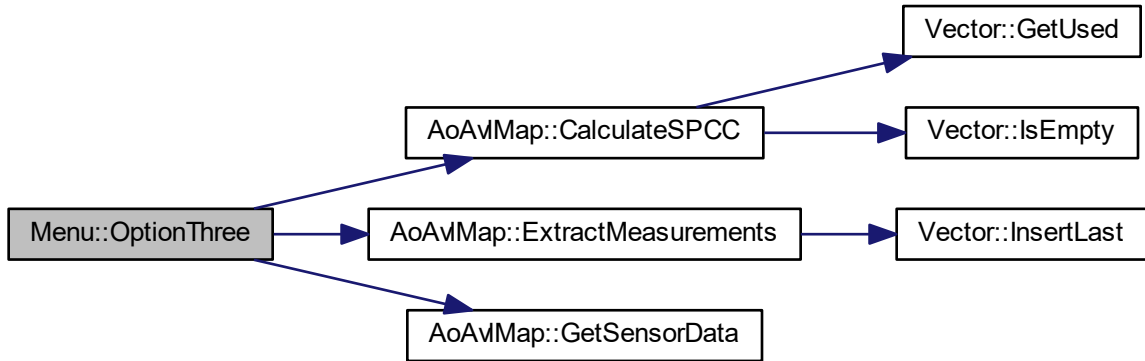 Vector::GetUsed
AoAvlMap::CalculateSPCC
Vector::IsEmpty
Menu::OptionThree
AoAvlMap::ExtractMeasurements
Vector::InsertLast
AoAvlMap::GetSensorData